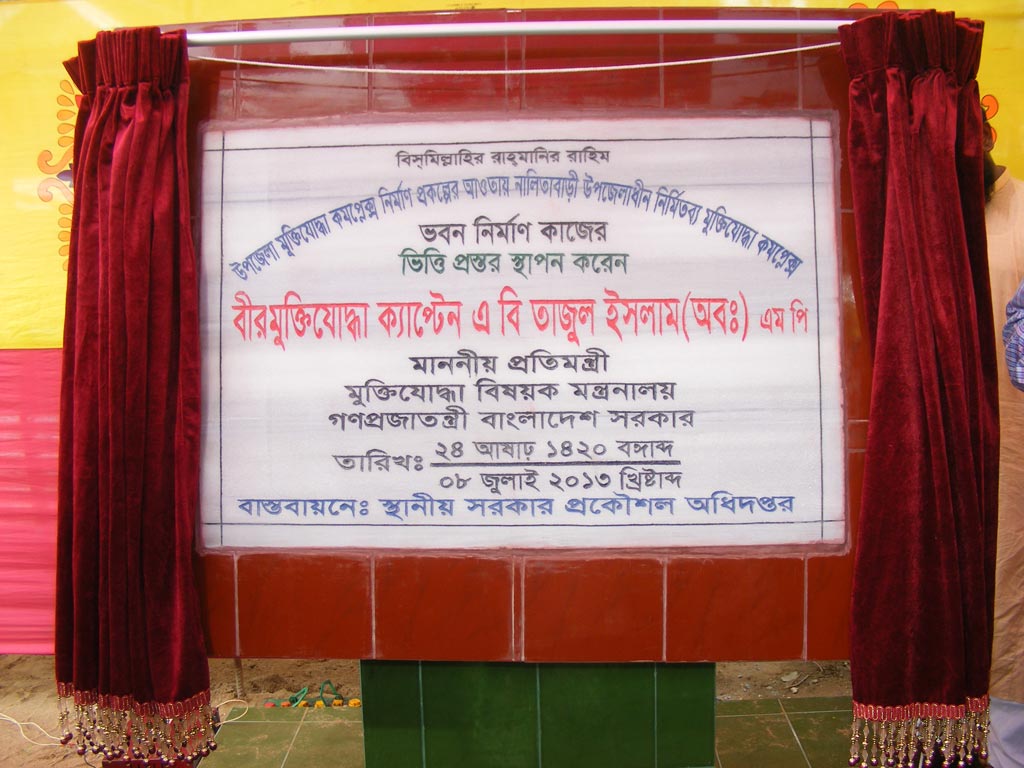 বিস্‌মিল্লাহির রাহ্‌মানির রাহিম
উপজেলা মুক্তিযোদ্ধা কমপ্লেক্স নির্মাণ প্রকল্পের আওতায় নালিতাবাড়ী উপজেলাধীন নির্মিতব্য মুক্তিযোদ্ধা কমপ্লেক্স
ভবন নির্মাণ কাজের
ভিত্তি প্রস্তর স্থাপন করেন
বীরমুক্তিযোদ্ধা ক্যাপ্টেন এ বি তাজুল ইসলাম(অবঃ) এম পি
মাননীয় প্রতিমন্ত্রী
মুক্তিযোদ্ধা বিষয়ক মন্ত্রনালয়
গণপ্রজাতন্ত্রী বাংলাদেশ সরকার
তারিখঃ ২৪ আষাঢ় ১৪২০ বঙ্গাব্দ
০৮ জুলাই ২০১৩ খ্রিষ্টাব্দ
বাস্তবায়নেঃ স্থানীয় সরকার প্রকৌশল অধিদপ্তর